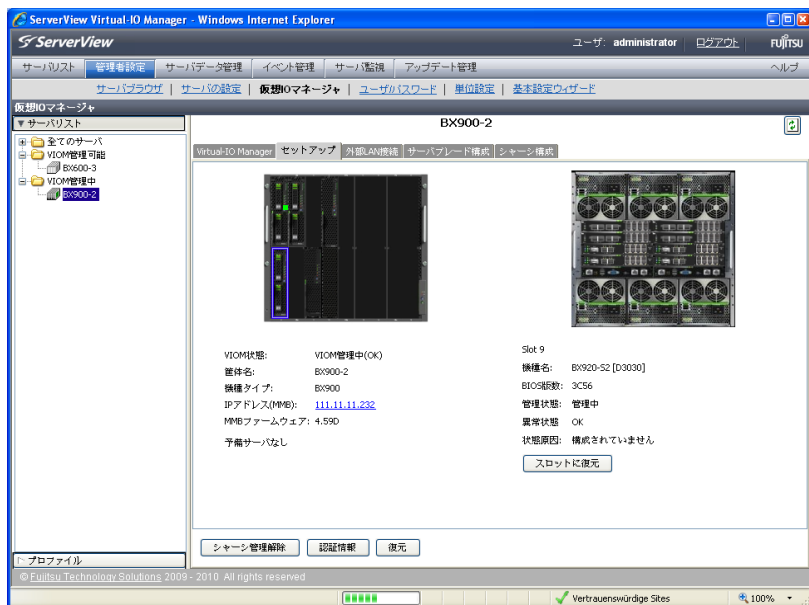 ServerView Virtual-IO Manager - Windows Internet Explorer
ServerView
ユーザ: administrator ログアウト FUJITSU
サーバリスト 管理者設定 サーバデータ管理 イベント管理 サーバ監視 アップデート管理 ヘルプ
サーバブラウザ | サーバの設定 | 仮想IOマネージャ | ユーザパスワード | 単位設定 | 基本設定ウィザード
仮想IOマネージャ
サーバリスト
全てのサーバ
VIOM管理可能
BX600-3
VIOM管理中
BX900-2
プロファイル
BX900-2
Virtual-IO Manager セットアップ 外部LAN接続 サーバブレード構成 シャーシ構成
VIOM状態: VIOM管理中(OK)
筐体名: BX900-2
機種タイプ: BX900
IPアドレス(MMB): 111.11.11.232
MMBファームウェア: 4.59D
予備サーバなし
Slot 9
機種名: BX920-S2 [D3030]
BIOS版数: 3C56
管理状態: 管理中
異常状態 OK
状態原因: 構成されていません
スロットに復元
シャーシ管理解除 認証情報 復元
© Fujitsu Technology Solutions 2009 - 2010 All rights reserved
Vertrauenswürdige Sites 100%